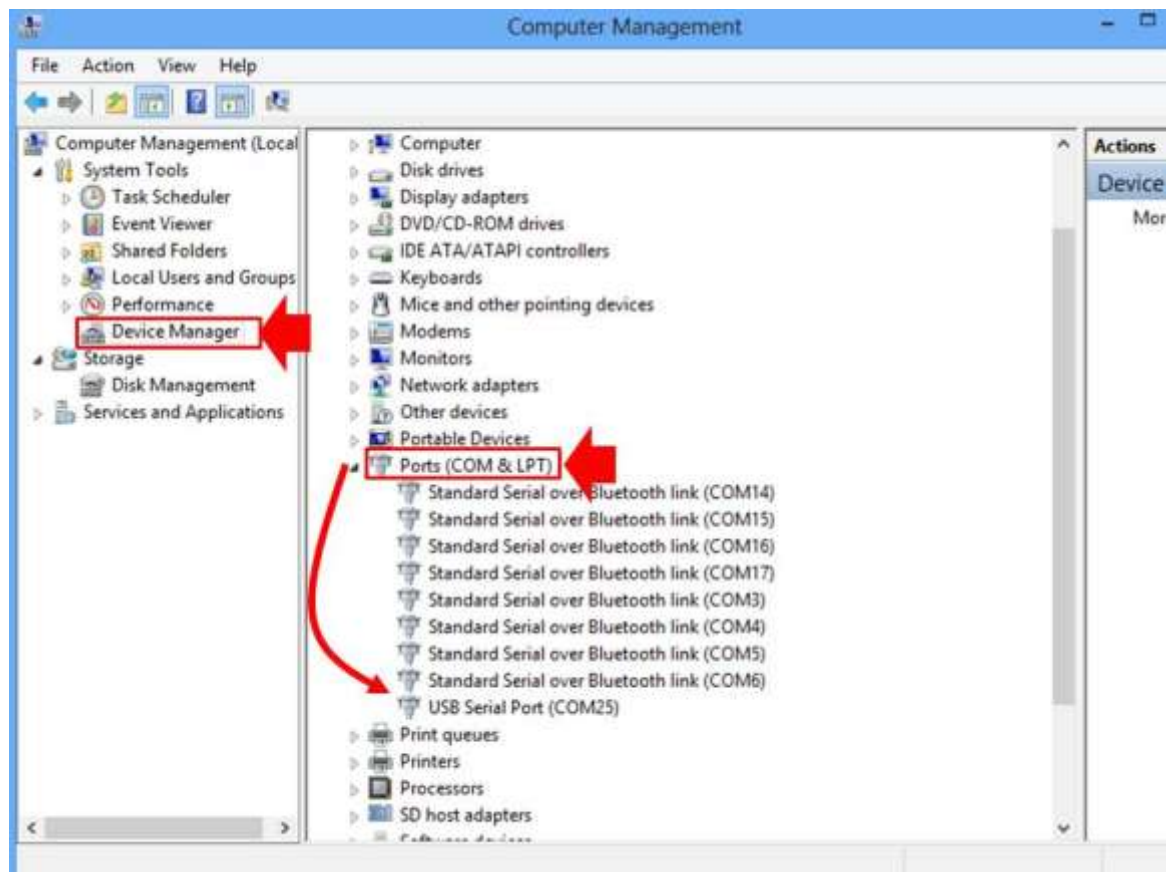 Computer Management
File Action View Help
Computer Management (Local
System Tools
Task Scheduler
Event Viewer
Shared Folders
Local Users and Groups
Performance
Device Manager
Storage
Disk Management
Services and Applications
Computer
Disk drives
Display adapters
DVD/CD-ROM drives
IDE ATA/ATAPI controllers
Keyboards
Mice and other pointing devices
Modems
Monitors
Network adapters
Other devices
Portable Devices
Ports (COM & LPT)
Standard Serial over Bluetooth link (COM14)
Standard Serial over Bluetooth link (COM15)
Standard Serial over Bluetooth link (COM16)
Standard Serial over Bluetooth link (COM17)
Standard Serial over Bluetooth link (COM3)
Standard Serial over Bluetooth link (COM4)
Standard Serial over Bluetooth link (COM5)
Standard Serial over Bluetooth link (COM6)
USB Serial Port (COM25)
Print queues
Printers
Processors
SD host adapters
Actions
Device
Mor